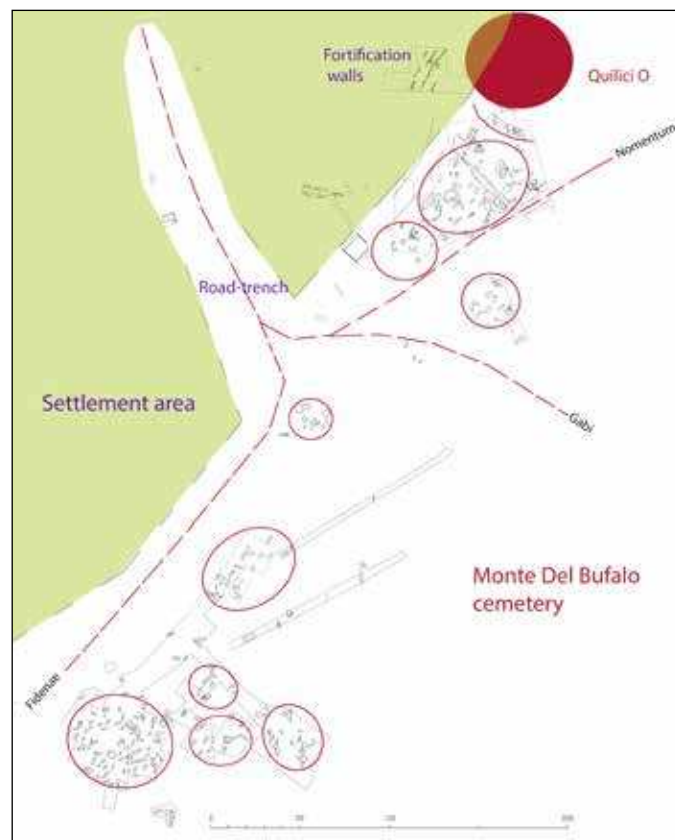 Fortification
walls
Quilici O
Nomentum
Road-trench
Settlement area
Gabi
Monte Del Bufalo
cemetery
Fidenae